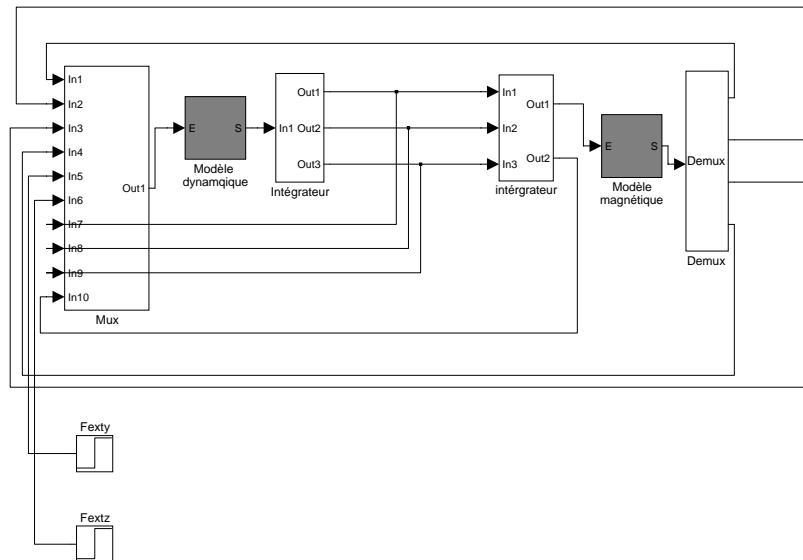 In1
In2
In3
In4
In5
In6
In7
In8
In9
In10
Out1
Mux
E
S
Modèle
dynamqique
In1
Out1
Out2
Out3
Intégrateur
In1
In2
In3
Out1
Out2
intérgrateur
E
S
Modèle
magnétique
Demux
Demux
Fexty
Fextz